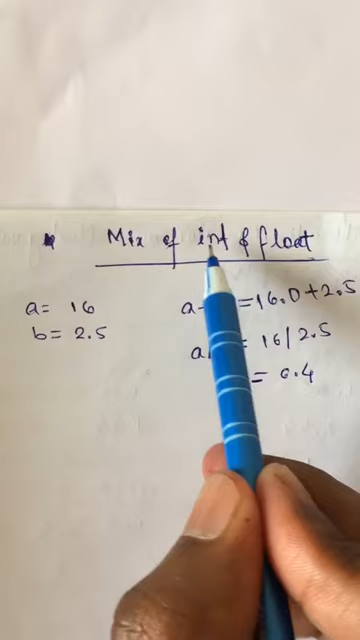 Mix of int & float
a= 16
b= 2.5
a =16.0+2.5
a = 16/2.5
= 6.4